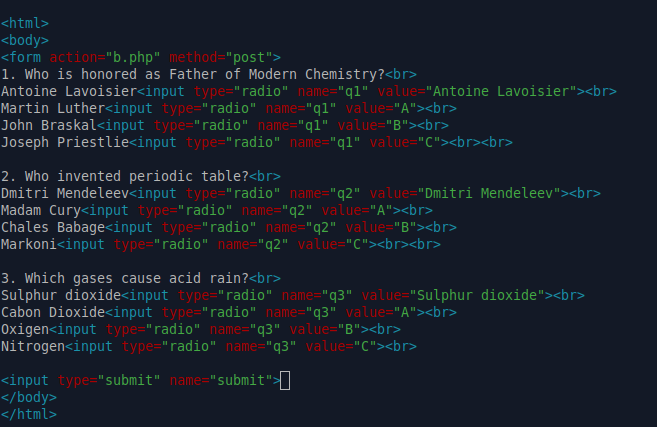 <html>
<body>
<form action="b.php" method="post">
1. Who is honored as Father of Modern Chemistry?<br>
Antoine Lavoisier<input type="radio" name="q1" value="Antoine Lavoisier"><br>
Martin Luther<input type="radio" name="q1" value="A"><br>
John Braskal<input type="radio" name="q1" value="B"><br>
Joseph Priestlie<input type="radio" name="q1" value="C"><br><br>
2. Who invented periodic table?<br>
Dmitri Mendeleev<input type="radio" name="q2" value="Dmitri Mendeleev"><br>
Madam Cury<input type="radio" name="q2" value="A"><br>
Chales Babage<input type="radio" name="q2" value="B"><br>
Markoni<input type="radio" name="q2" value="C"><br><br>
3. Which gases cause acid rain?<br>
Sulphur dioxide<input type="radio" name="q3" value="Sulphur dioxide"><br>
Cabon Dioxide<input type="radio" name="q3" value="A"><br>
Oxigen<input type="radio" name="q3" value="B"><br>
Nitrogen<input type="radio" name="q3" value="C"><br>
<input type="submit" name="submit">
</body>
</html>